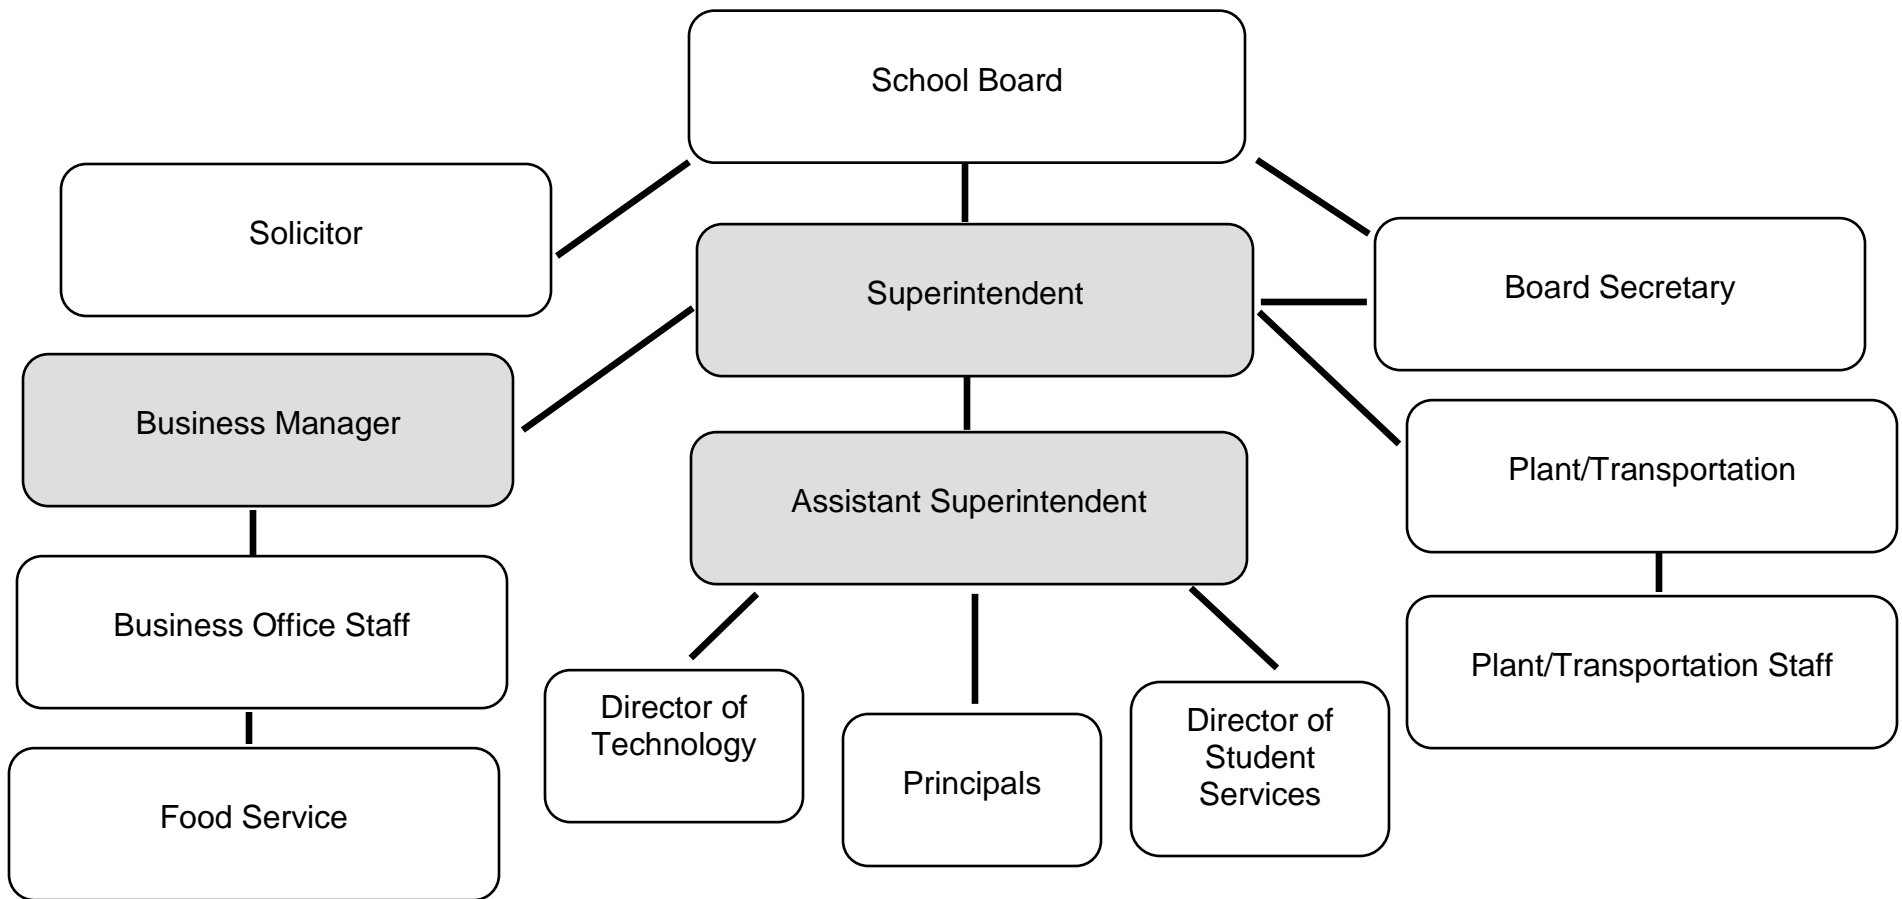 School Board
Solicitor
Superintendent
Board Secretary
Business Manager
Assistant Superintendent
Plant/Transportation
Business Office Staff
Plant/Transportation Staff
Director of
Technology
Principals
Director of
Student
Services
Food Service